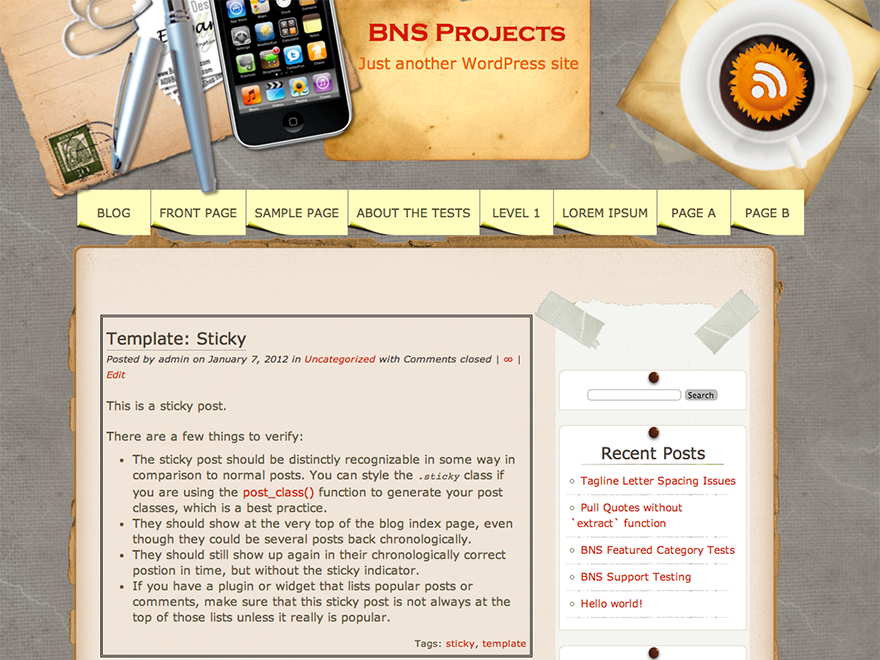 BNS Projects
Just another WordPress site
BLOG
FRONT PAGE
SAMPLE PAGE
ABOUT THE TESTS
LEVEL 1
LOREM IPSUM
PAGE A
PAGE B
Template: Sticky
Posted by admin on January 7, 2012 in Uncategorized with Comments closed | ∞ |
Edit
This is a sticky post.
There are a few things to verify:
• The sticky post should be distinctly recognizable in some way in
comparison to normal posts. You can style the .sticky class if
you are using the post_class() function to generate your post
classes, which is a best practice.
• They should show at the very top of the blog index page, even
though they could be several posts back chronologically.
• They should still show up again in their chronologically correct
postion in time, but without the sticky indicator.
• If you have a plugin or widget that lists popular posts or
comments, make sure that this sticky post is not always at the
top of those lists unless it really is popular.
Tags: sticky, template
Search
Recent Posts
Tagline Letter Spacing Issues
Pull Quotes without
`extract` function
BNS Featured Category Tests
BNS Support Testing
Hello world!